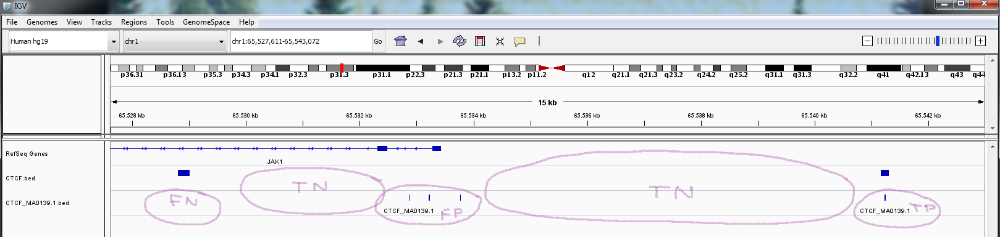 IGV
File Genomes View Tracks Regions Tools GenomeSpace Help
Human hg19 chr1 chr1:65,527,611-65,543,072 Go
p36.31 p36.13 p35.3 p34.3 p34.1 p32.3 p31.3 p31.1 p22.3 p21.3 p21.1 p13.2 p11.2 q12 q21.1 q21.3 q23.2 q24.2 q25.2 q31.1 q31.3 q32.2 q41 q42.13 q43 q44
15 kb
65.528 kb 65.530 kb 65.532 kb 65.534 kb 65.536 kb 65.538 kb 65.540 kb 65.542 kb
RefSeq Genes
JAK1
CTCF.bed
TN TN
CTCF_MA0139.1.bed
FN
CTCF_MA0139.1 FP
CTCF_MA0139.1 TP